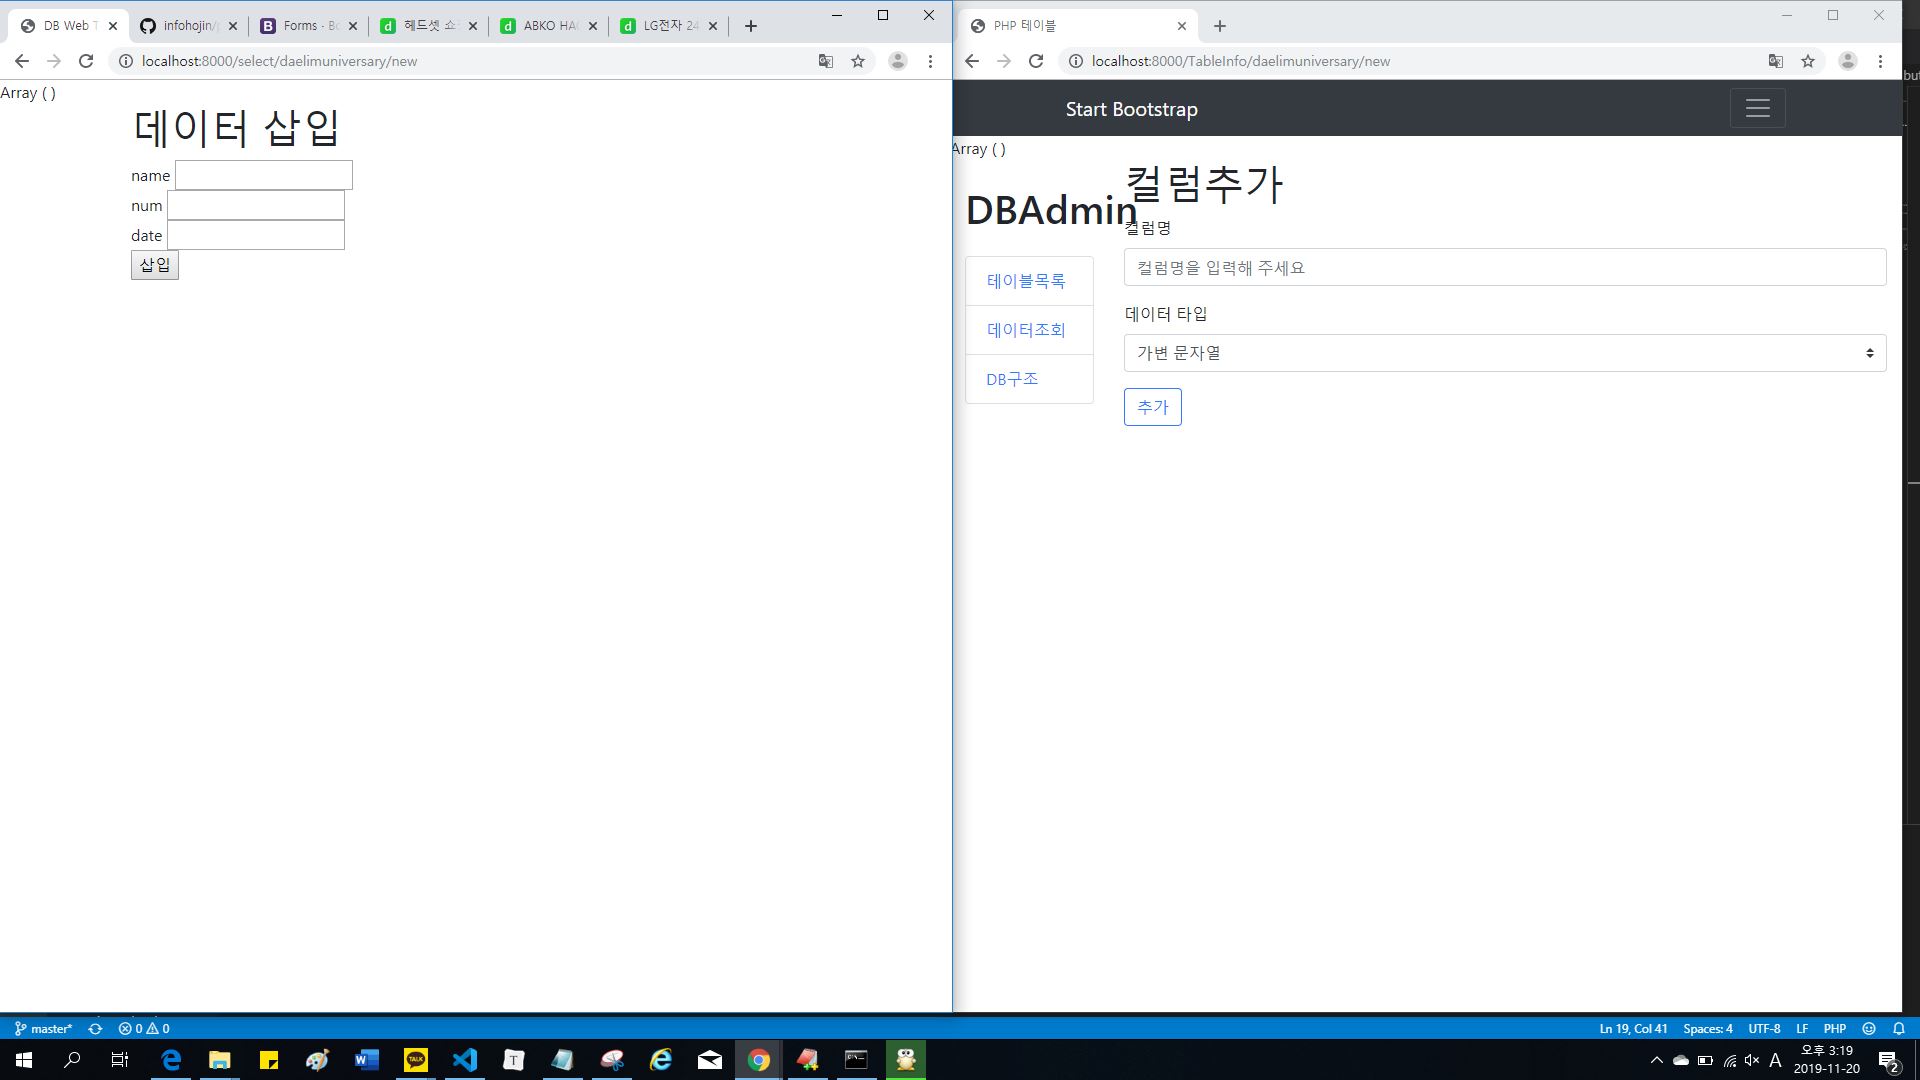 DB Web T
infohojin/p
Forms · Bo
헤드셋 쇼
ABKO HA
LG전자 24
localhost:8000/select/daelimuniversary/new
Array ( )
데이터 삽입
name
num
date
삽입
PHP 테이블
localhost:8000/TableInfo/daelimuniversary/new
Start Bootstrap
Array ( )
DBAdmin
테이블목록
데이터조회
DB구조
컬럼추가
컬럼명
컬럼명을 입력해 주세요
데이터 타입
가변 문자열
추가
but
master*
0 0
Ln 19, Col 41
Spaces: 4
UTF-8
LF
PHP
TALK
A
오후 3:19
2019-11-20
2